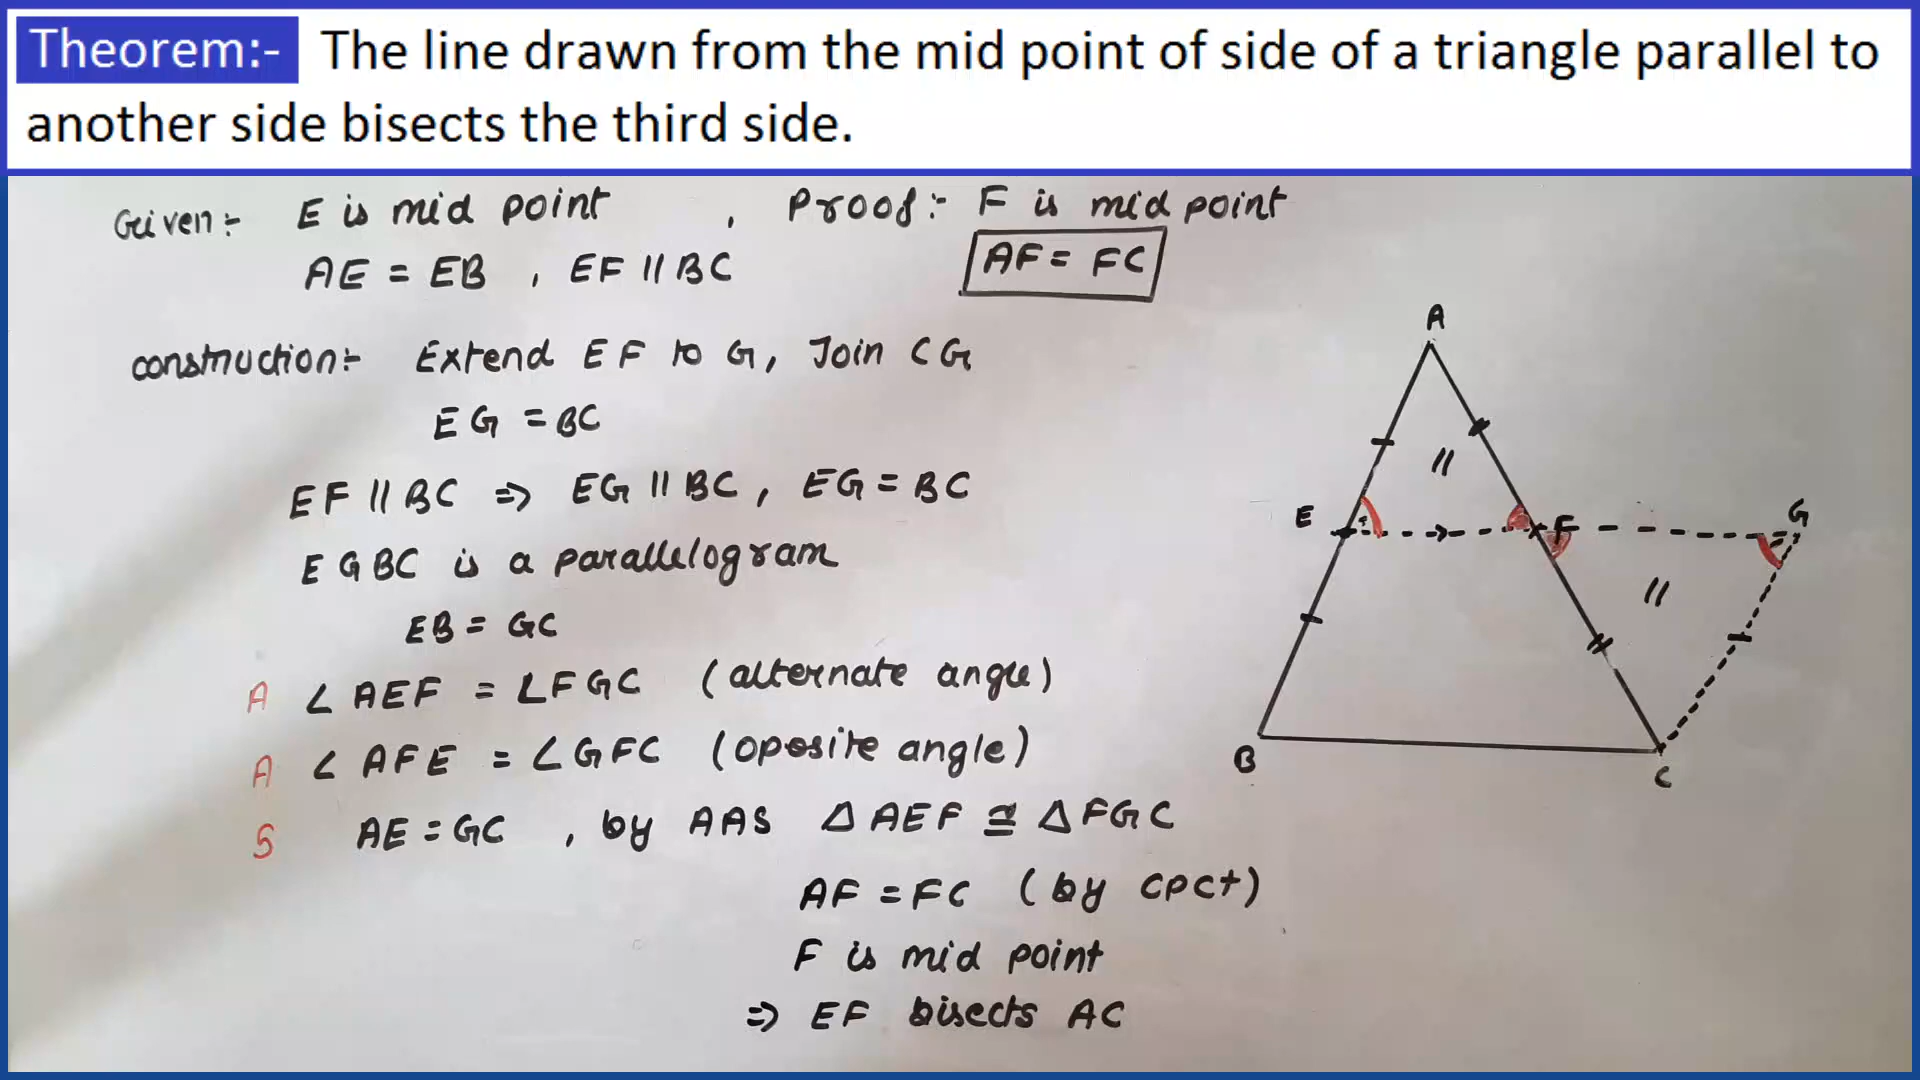 Theorem:- The line drawn from the mid point of side of a triangle parallel to
another side bisects the third side.
Given:- E is mid point , Proof:- F is mid point
AE = EB , EF || BC AF = FC
construction:- Extend EF to G, Join CG
EG = BC
EF || BC => EG || BC, EG = BC
EGBC is a parallelogram
EB = GC
A ∠AEF = ∠FGC (alternate angle)
A ∠AFE = ∠GFC (oposite angle)
S AE = GC , by AAS △AEF ≅ △FGC
AF = FC (by cpct)
F is mid point
=> EF bisects AC
A
E
F
G
B
C